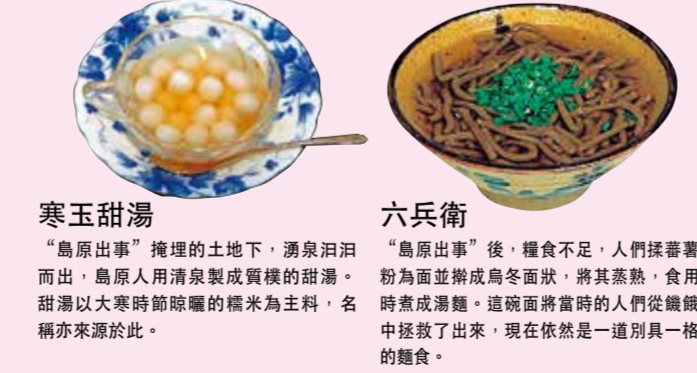 寒玉甜湯
“島原出事”掩埋的土地下，湧泉汩汩
而出，島原人用清泉製成質樸的甜湯。
甜湯以大寒時節晾曬的糯米為主料，名
稱亦來源於此。
六兵衛
“島原出事”後，糧食不足，人們揉蕃薯
粉為面並擀成烏冬面狀，將其蒸熟，食用
時煮成湯麵。這碗面將當時的人們從饑餓
中拯救了出來，現在依然是一道別具一格
的麵食。